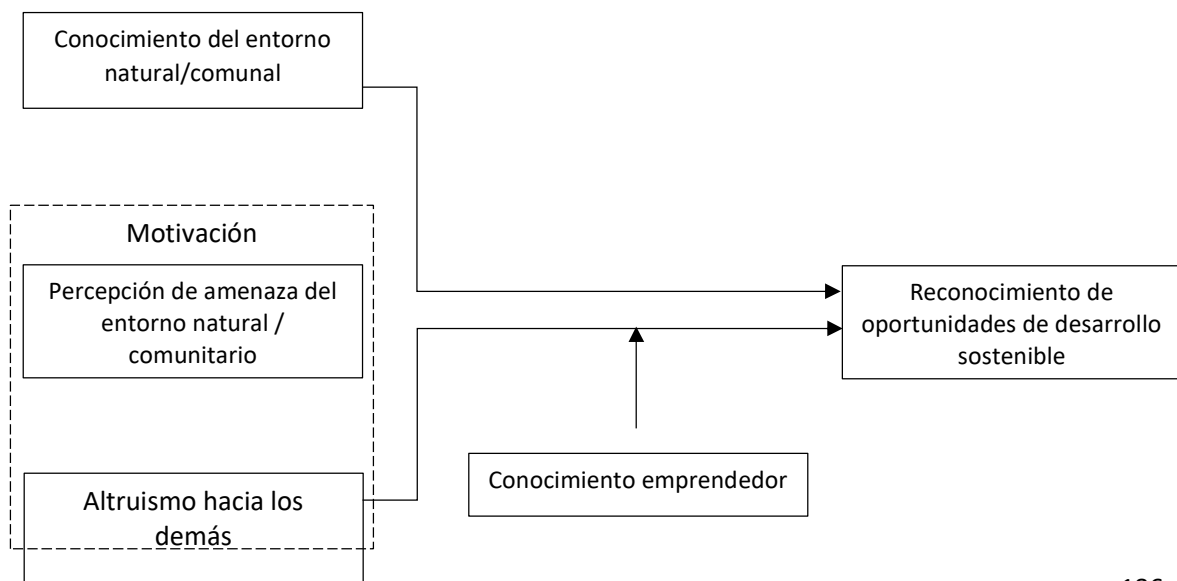 Conocimiento del entorno
natural/comunal
Motivación
Percepción de amenaza del
entorno natural /
comunitario
Reconocimiento de
oportunidades de desarrollo
sostenible
Conocimiento emprendedor
Altruismo hacia los
demás